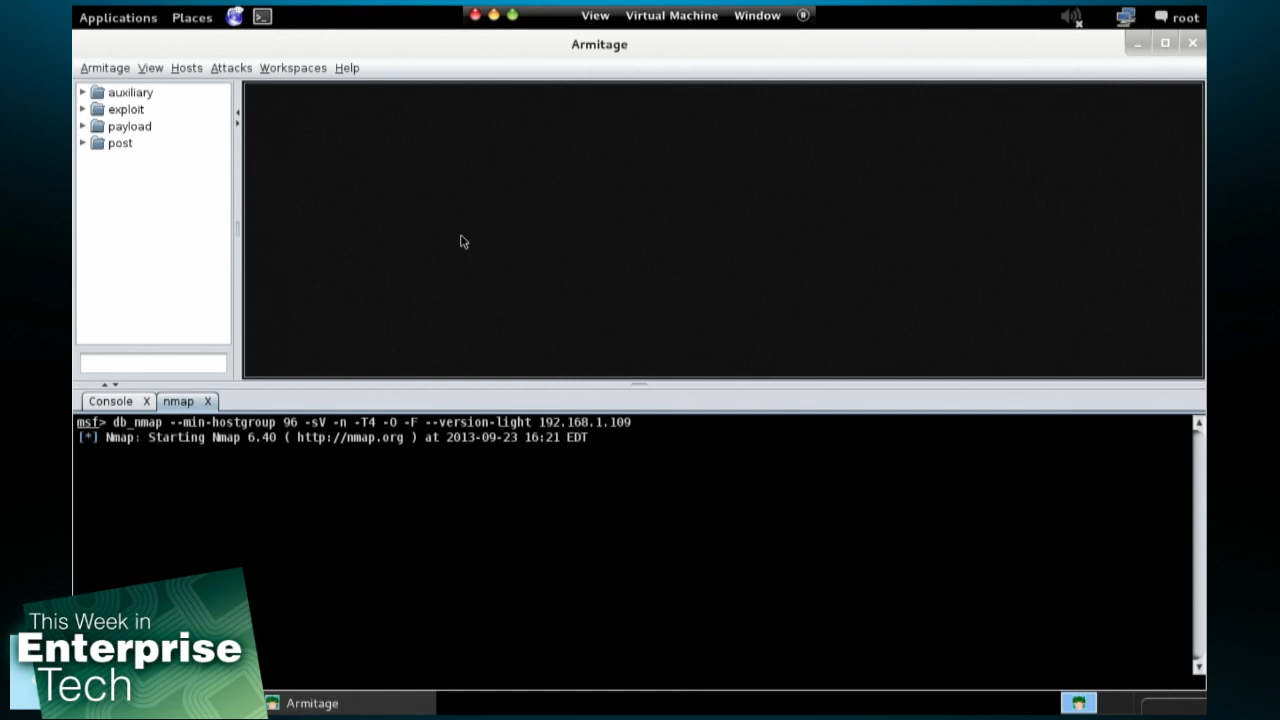 Applications Places View Virtual Machine Window root
Armitage
Armitage View Hosts Attacks Workspaces Help
auxiliary
exploit
payload
post
Console X nmap X
msf> db_nmap --min-hostgroup 96 -sV -n -T4 -O -F --version-light 192.168.1.109
[*] Nmap: Starting Nmap 6.40 ( http://nmap.org ) at 2013-09-23 16:21 EDT
This Week in
Enterprise
Tech
Armitage